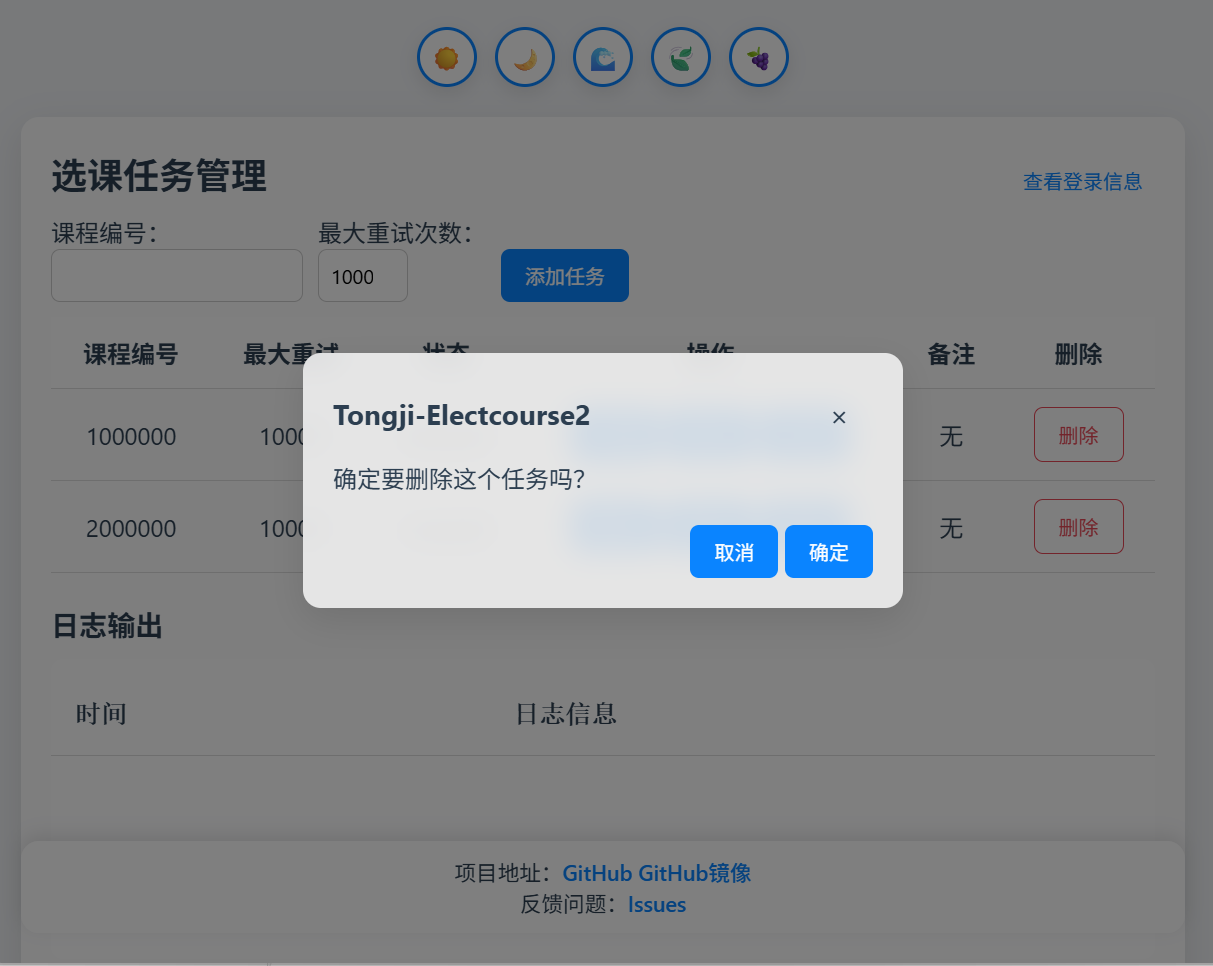 选课任务管理
查看登录信息
课程编号：
最大重试次数：
1000
添加任务
课程编号 最大重试 状态 操作 备注 删除
1000000 无 删除
2000000 无 删除
Tongji-Electcourse2
×
确定要删除这个任务吗？
取消 确定
日志输出
时间 日志信息
项目地址：GitHub GitHub镜像
反馈问题：Issues